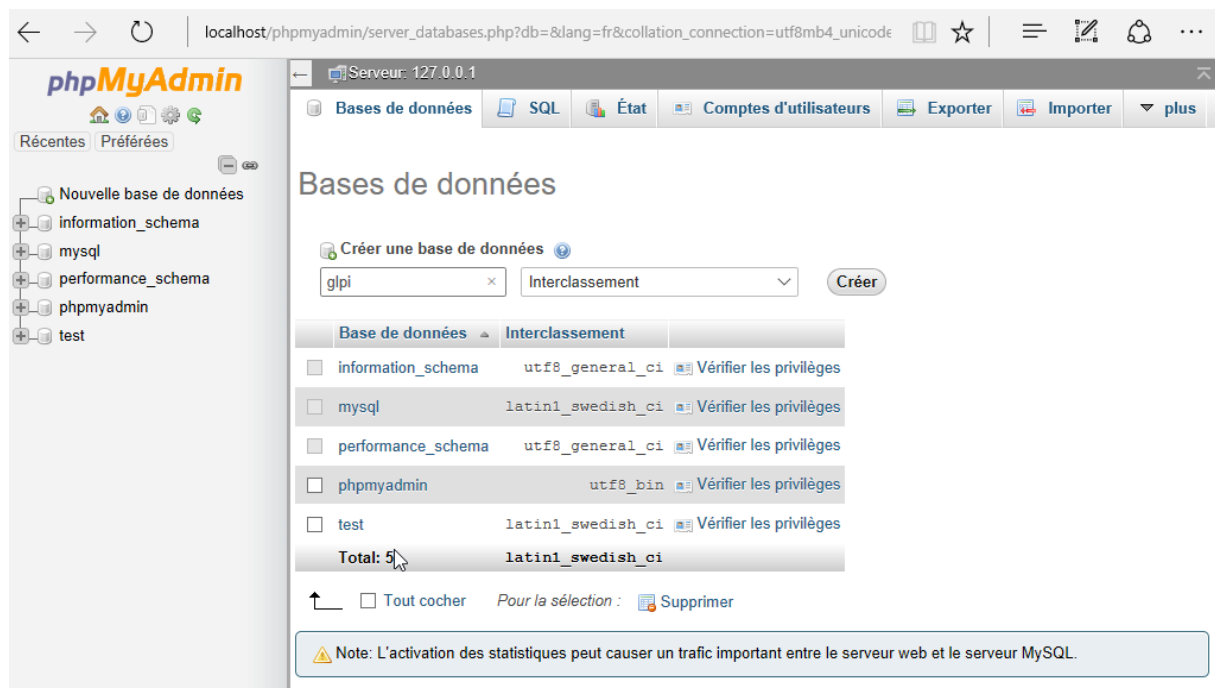 localhost/phpmyadmin/server_databases.php?db=&lang=fr&collation_connection=utf8mb4_unicode
phpMyAdmin
Récentes Préférées
Nouvelle base de données
information_schema
mysql
performance_schema
phpmyadmin
test
Serveur: 127.0.0.1
Bases de données SQL État Comptes d'utilisateurs Exporter Importer plus
Bases de données
Créer une base de données
glpi × Interclassement Créer
Base de données Interclassement
information_schema utf8_general_ci Vérifier les privilèges
mysql latin1_swedish_ci Vérifier les privilèges
performance_schema utf8_general_ci Vérifier les privilèges
phpmyadmin utf8_bin Vérifier les privilèges
test latin1_swedish_ci Vérifier les privilèges
Total: 5 latin1_swedish_ci
Tout cocher Pour la sélection : Supprimer
Note: L'activation des statistiques peut causer un trafic important entre le serveur web et le serveur MySQL.